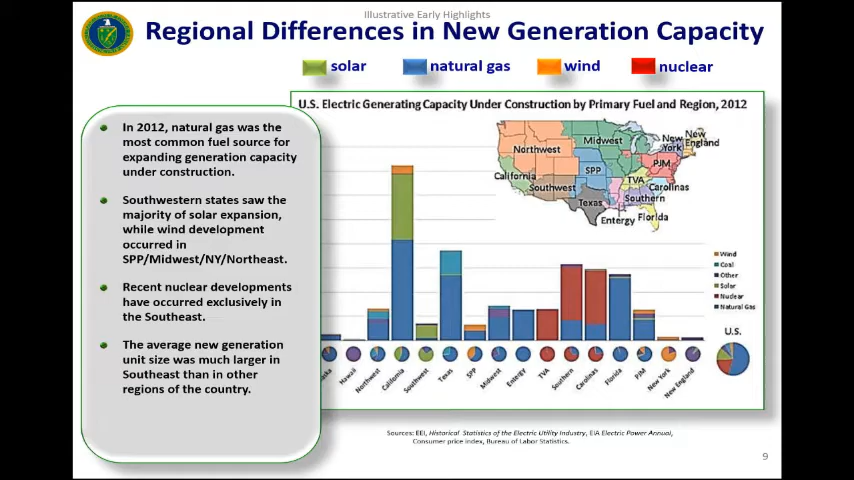 Illustrative Early Highlights
Regional Differences in New Generation Capacity
solar
natural gas
wind
nuclear
In 2012, natural gas was the
most common fuel source for
expanding generation capacity
under construction.
Southwestern states saw the
majority of solar expansion,
while wind development
occurred in
SPP/Midwest/NY/Northeast.
Recent nuclear developments
have occurred exclusively in
the Southeast.
The average new generation
unit size was much larger in
Southeast than in other
regions of the country.
U.S. Electric Generating Capacity Under Construction by Primary Fuel and Region, 2012
Northwest
Midwest
New York
New England
PJM
California
Southwest
SPP
TVA
Carolinas
Southern
Texas
Entergy
Florida
Wind
Coal
Other
Solar
Nuclear
Natural Gas
U.S.
aska
Hawaii
Northwest
California
Southwest
Texas
SPP
Midwest
Entergy
TVA
Southern
Carolinas
Florida
PJM
New York
New England
Sources: EEI, Historical Statistics of the Electric Utility Industry, EIA Electric Power Annual,
Consumer price index, Bureau of Labor Statistics.
9